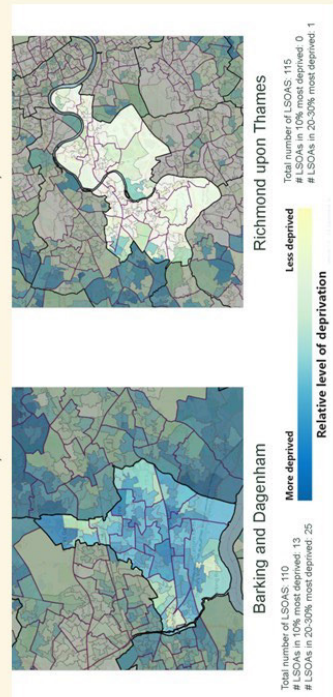 Barking and Dagenham
Total number of LSOAS: 110
# LSOAs in 10% most deprived: 13
# LSOAs in 20-30% most deprived: 25
Richmond upon Thames
Total number of LSOAS: 115
# LSOAs in 10% most deprived: 0
# LSOAs in 20-30% most deprived: 1
More deprived
Less deprived
Relative level of deprivation